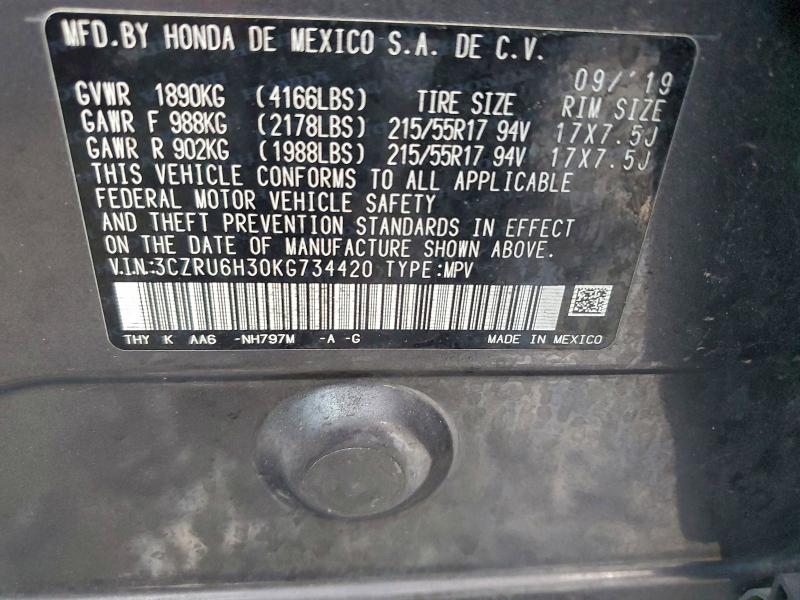 MFD.BY HONDA DE MEXICO S.A. DE C.V.
09/'19
GVWR 1890KG (4166LBS) TIRE SIZE RIM SIZE
GAWR F 988KG (2178LBS) 215/55R17 94V 17X7.5J
GAWR R 902KG (1988LBS) 215/55R17 94V 17X7.5J
THIS VEHICLE CONFORMS TO ALL APPLICABLE
FEDERAL MOTOR VEHICLE SAFETY
AND THEFT PREVENTION STANDARDS IN EFFECT
ON THE DATE OF MANUFACTURE SHOWN ABOVE.
V.I.N.:3CZRU6H30KG734420 TYPE:MPV
THY K AA6 -NH797M -A -G MADE IN MEXICO